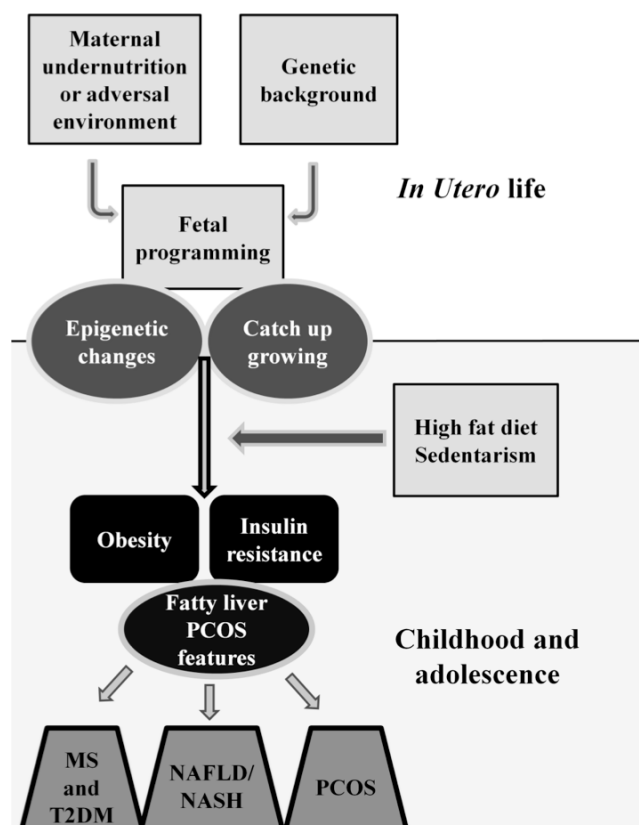 Maternal
undernutrition
or adversal
environment
Genetic
background
In Utero life
Fetal
programming
Epigenetic
changes
Catch up
growing
High fat diet
Sedentarism
Obesity
Insulin
resistance
Fatty liver
PCOS
features
Childhood and
adolescence
MS
and
T2DM
NAFLD/
NASH
PCOS